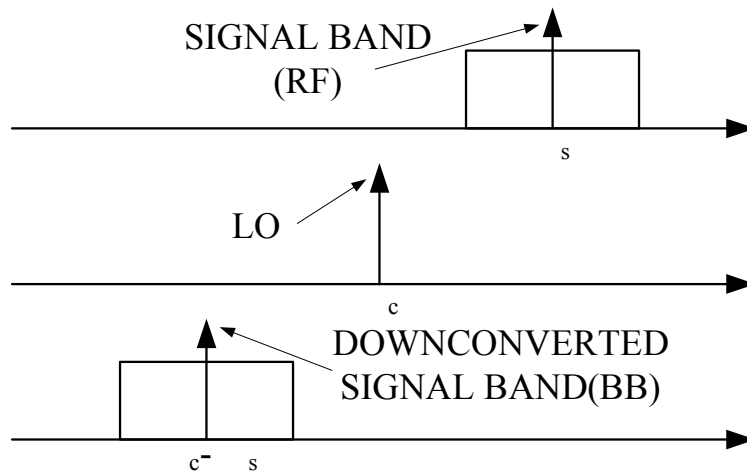 SIGNAL BAND
(RF)
s
LO
c
DOWNCONVERTED
SIGNAL BAND(BB)
c- s